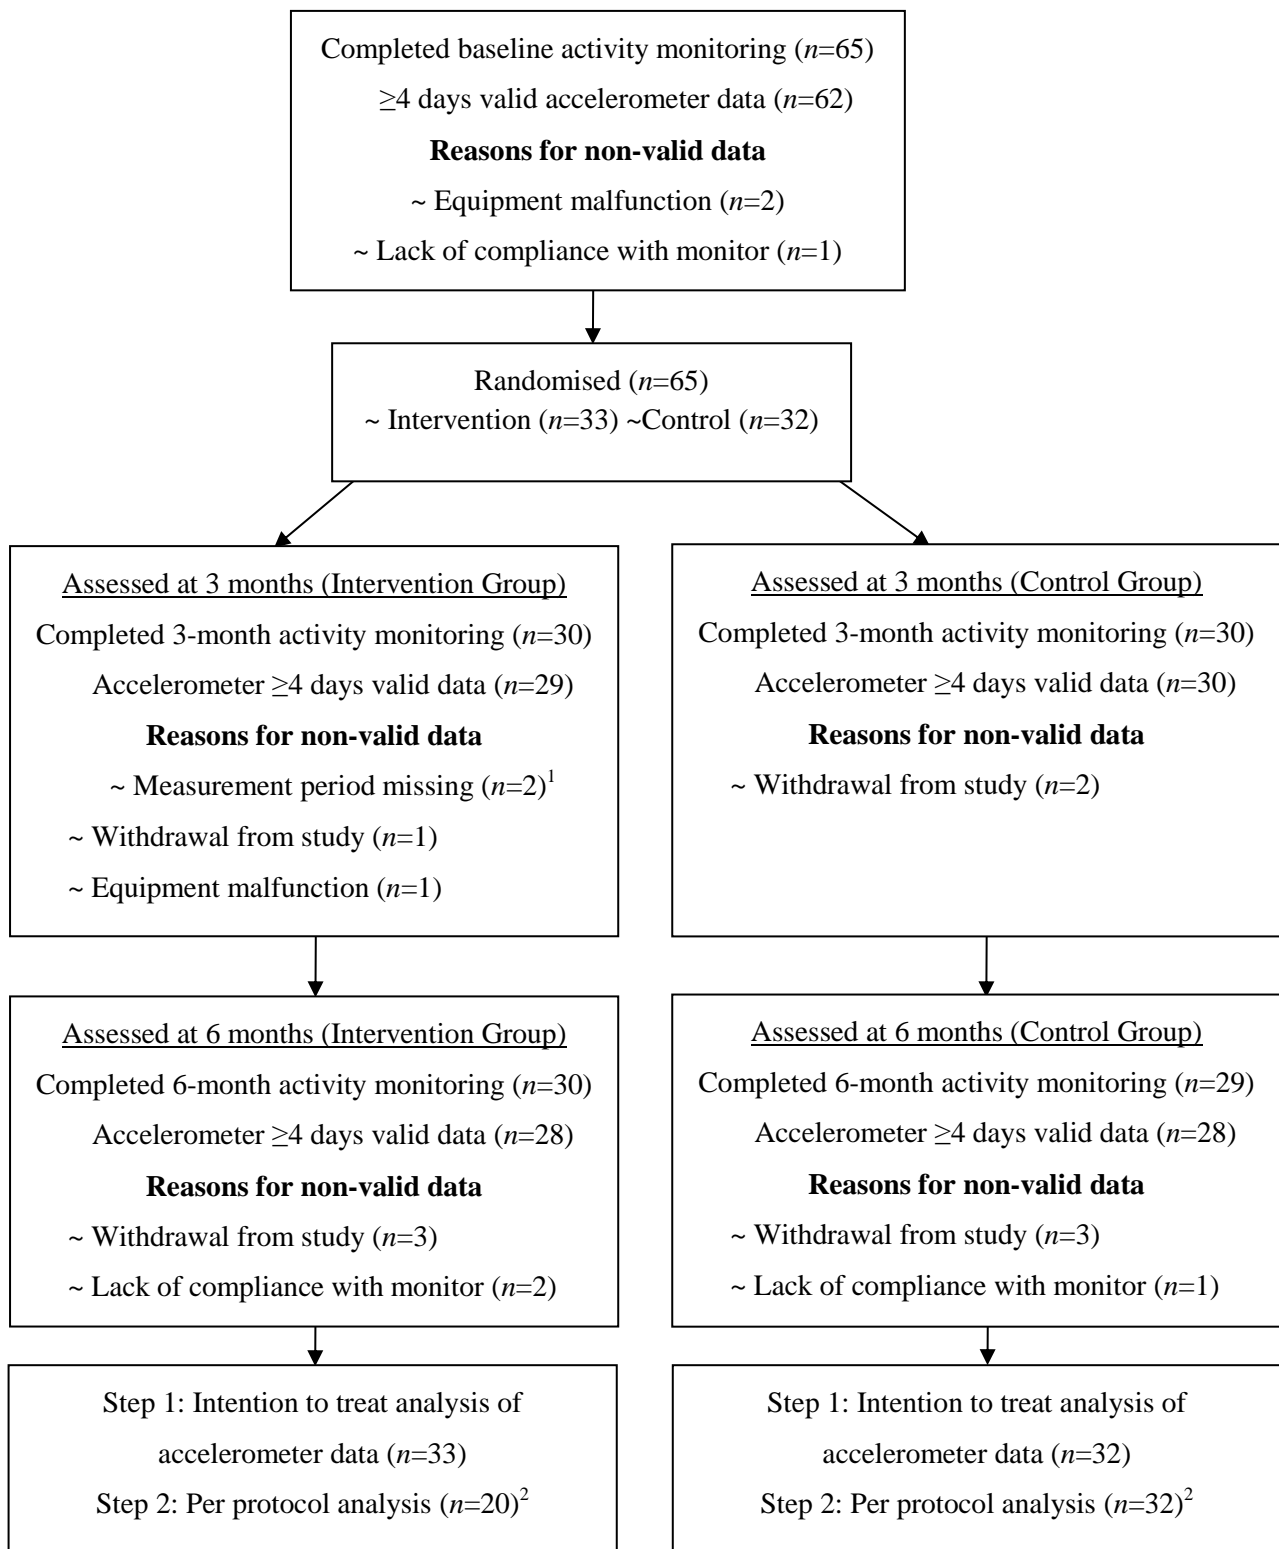 Completed baseline activity monitoring (n=65)
≥4 days valid accelerometer data (n=62)
Reasons for non-valid data
~ Equipment malfunction (n=2)
~ Lack of compliance with monitor (n=1)
Randomised (n=65)
~ Intervention (n=33) ~Control (n=32)
Assessed at 3 months (Intervention Group)
Completed 3-month activity monitoring (n=30)
Accelerometer ≥4 days valid data (n=29)
Reasons for non-valid data
~ Measurement period missing (n=2)¹
~ Withdrawal from study (n=1)
~ Equipment malfunction (n=1)
Assessed at 3 months (Control Group)
Completed 3-month activity monitoring (n=30)
Accelerometer ≥4 days valid data (n=30)
Reasons for non-valid data
~ Withdrawal from study (n=2)
Assessed at 6 months (Intervention Group)
Completed 6-month activity monitoring (n=30)
Accelerometer ≥4 days valid data (n=28)
Reasons for non-valid data
~ Withdrawal from study (n=3)
~ Lack of compliance with monitor (n=2)
Assessed at 6 months (Control Group)
Completed 6-month activity monitoring (n=29)
Accelerometer ≥4 days valid data (n=28)
Reasons for non-valid data
~ Withdrawal from study (n=3)
~ Lack of compliance with monitor (n=1)
Step 1: Intention to treat analysis of
accelerometer data (n=33)
Step 2: Per protocol analysis (n=20)²
Step 1: Intention to treat analysis of
accelerometer data (n=32)
Step 2: Per protocol analysis (n=32)²